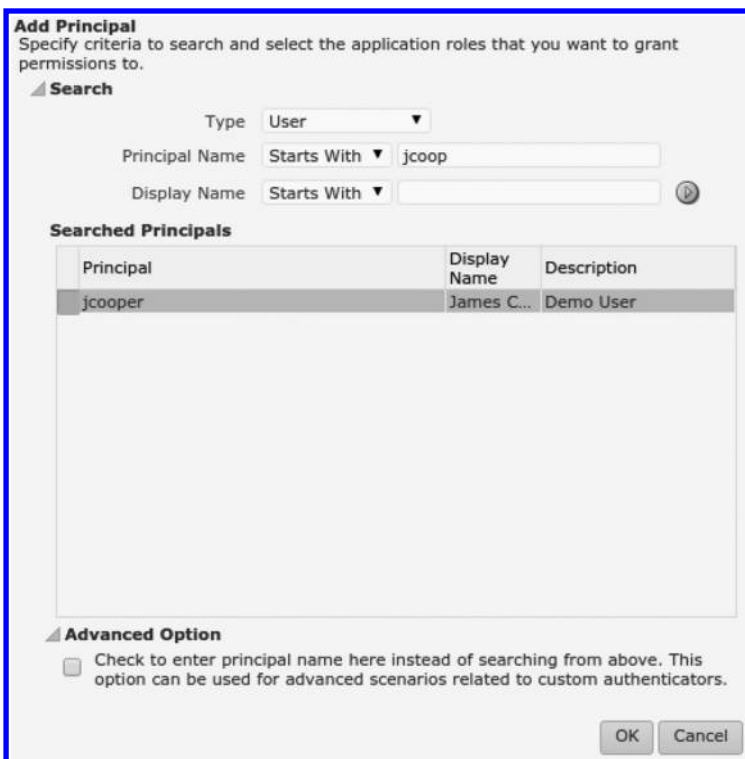 Add Principal
Specify criteria to search and select the application roles that you want to grant
permissions to.
Search
Type User
Principal Name Starts With jcoop
Display Name Starts With
Searched Principals
Principal Display Name Description
jcooper James C... Demo User
Advanced Option
Check to enter principal name here instead of searching from above. This
option can be used for advanced scenarios related to custom authenticators.
OK Cancel